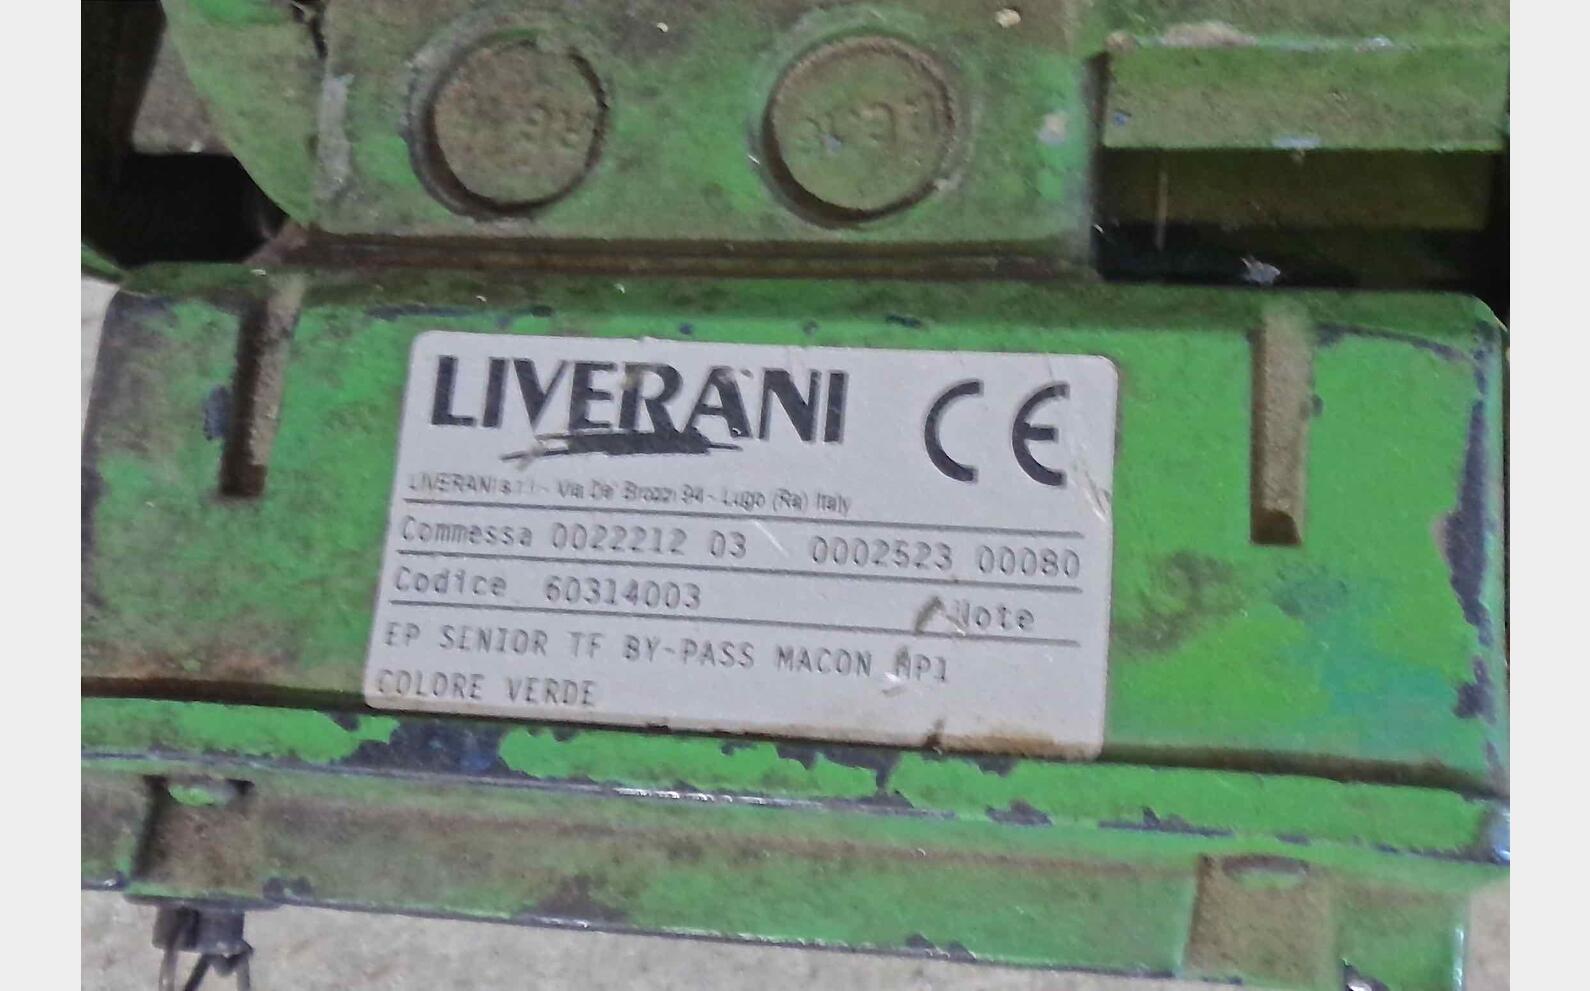 LIVERANI CE
LIVERANI s.r.l - Via De' Brozzi 94 - Lugo (Ra) Italy
Commessa 0022212 03 0002523 00080
Codice 60314003 Note
EP SENIOR TF BY-PASS MACON MP1
COLORE VERDE